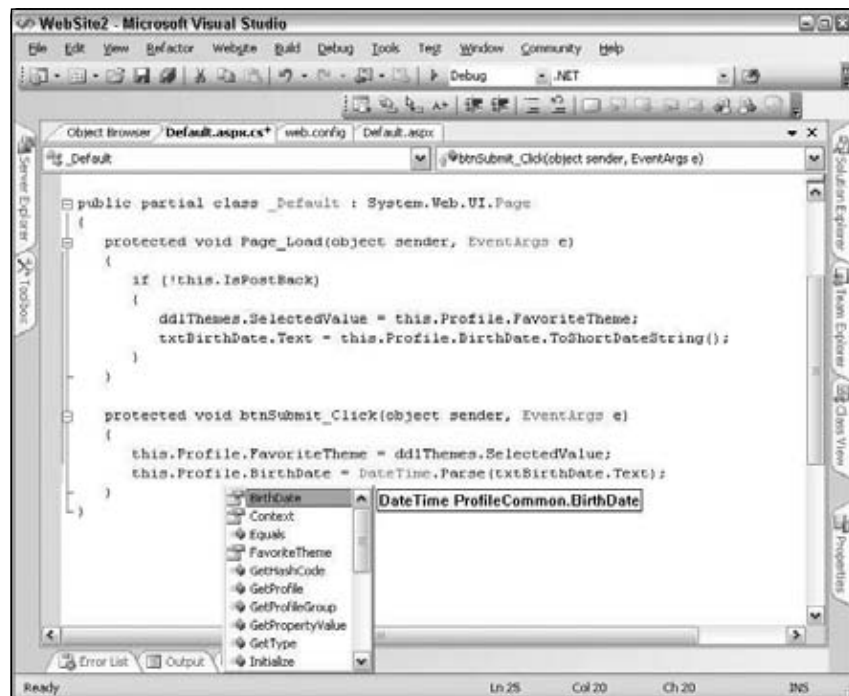 WebSite2 - Microsoft Visual Studio
File Edit View Refactor Website Build Debug Tools Test Window Community Help
Debug .NET
Object Browser Default.aspx.cs* web.config Default.aspx
_Default btnSubmit_Click(object sender, EventArgs e)
Server Explorer
Toolbox
public partial class _Default : System.Web.UI.Page
{
protected void Page_Load(object sender, EventArgs e)
{
if (!this.IsPostBack)
{
ddlThemes.SelectedValue = this.Profile.FavoriteTheme;
txtBirthDate.Text = this.Profile.BirthDate.ToShortDateString();
}
}
protected void btnSubmit_Click(object sender, EventArgs e)
{
this.Profile.FavoriteTheme = ddlThemes.SelectedValue;
this.Profile.BirthDate = DateTime.Parse(txtBirthDate.Text);
}
}
BirthDate
DateTime ProfileCommon.BirthDate
Context
Equals
FavoriteTheme
GetHashCode
GetProfile
GetProfileGroup
GetPropertyValue
GetType
Initialize
Solution Explorer
Team Explorer
Class View
Properties
Error List Output
Ready Ln 25 Col 20 Ch 20 INS